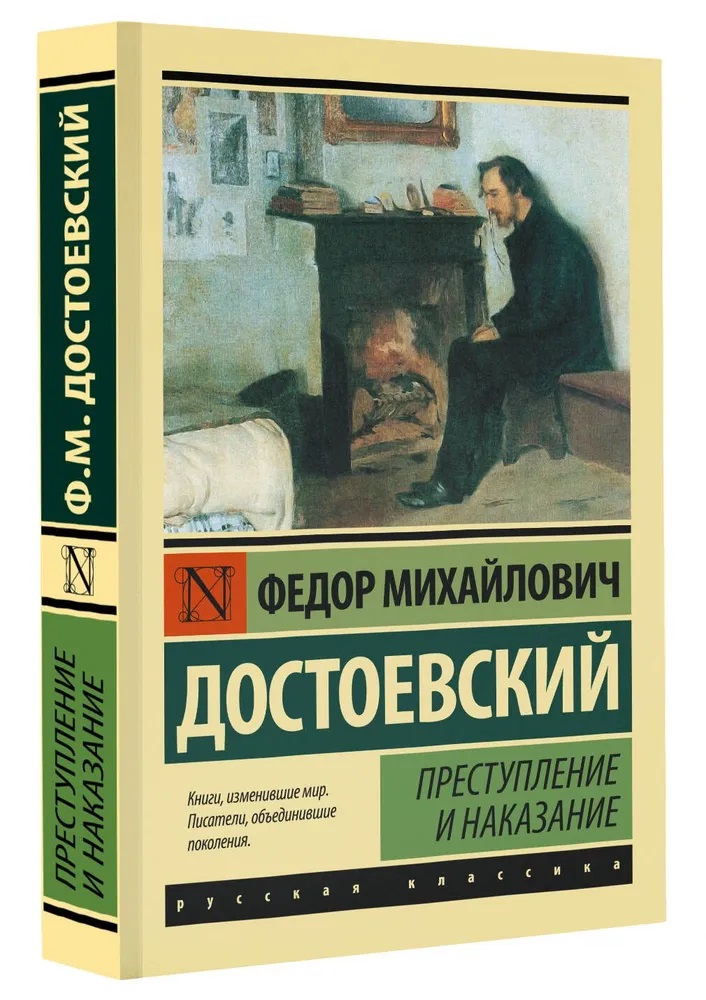 Ф.М. ДОСТОЕВСКИЙ
N
ПРЕСТУПЛЕНИЕ
И НАКАЗАНИЕ
N
ФЕДОР МИХАЙЛОВИЧ
ДОСТОЕВСКИЙ
ПРЕСТУПЛЕНИЕ
И НАКАЗАНИЕ
Книги, изменившие мир.
Писатели, объединившие
поколения.
русская классика